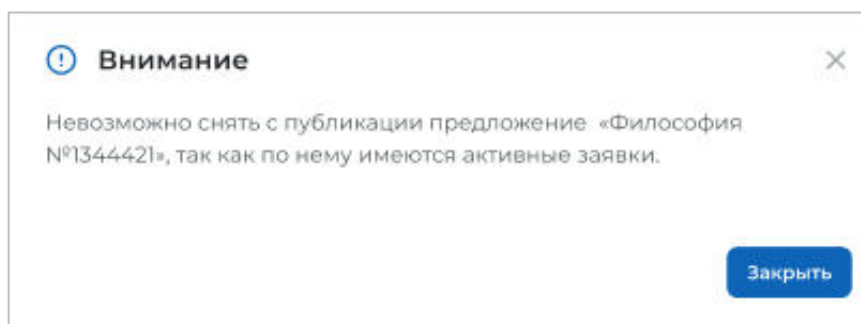 Внимание
Невозможно снять с публикации предложение «Философия
№1344421», так как по нему имеются активные заявки.
Закрыть